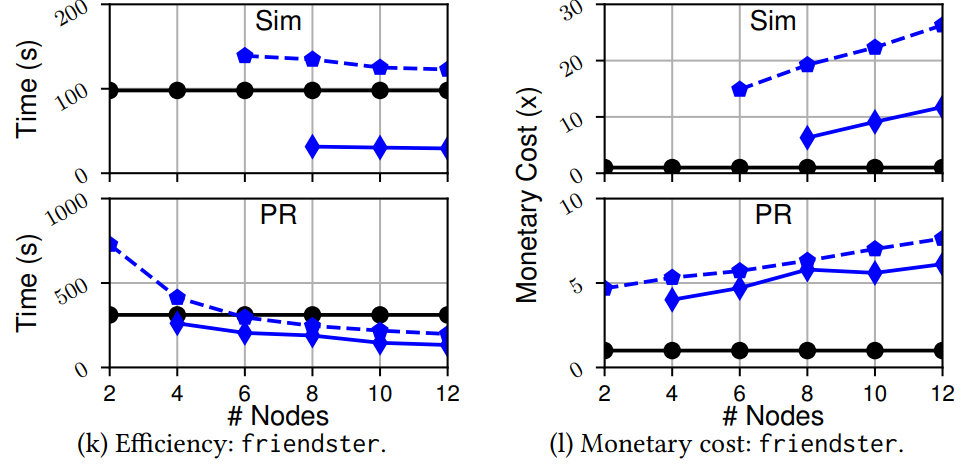 Sim
Time (s)
200
100
0
PR
Time (s)
1000
500
0
2 4 6 8 10 12
# Nodes
(k) Efficiency: friendster.
Sim
Monetary Cost (x)
30
20
10
0
PR
10
5
0
2 4 6 8 10 12
# Nodes
(l) Monetary cost: friendster.